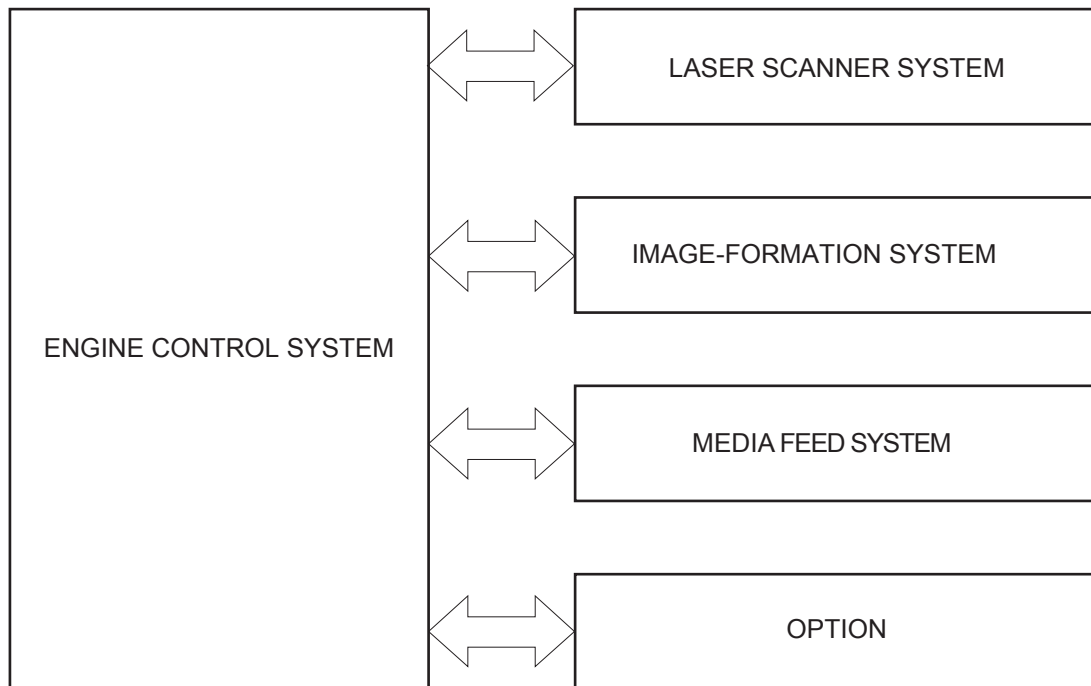 LASER SCANNER SYSTEM
IMAGE-FORMATION SYSTEM
ENGINE CONTROL SYSTEM
MEDIA FEED SYSTEM
OPTION